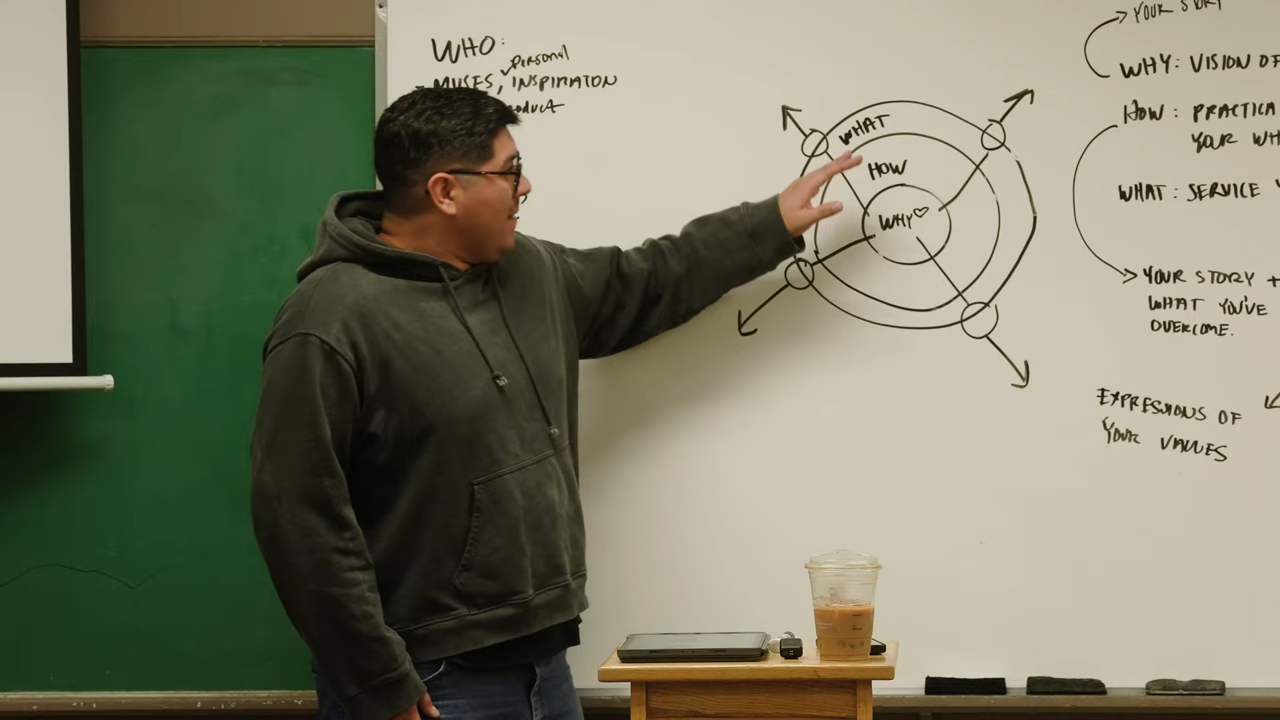 WHO:
personal
- MUSES, INSPIRATION
WHAT
HOW
WHY♡
YOUR STORY
WHY: VISION OF
HOW: PRACTICA
YOUR WH
WHAT: SERVICE
YOUR STORY +
WHAT YOU'VE
OVERCOME.
EXPRESSIONS OF
YOUR VALUES